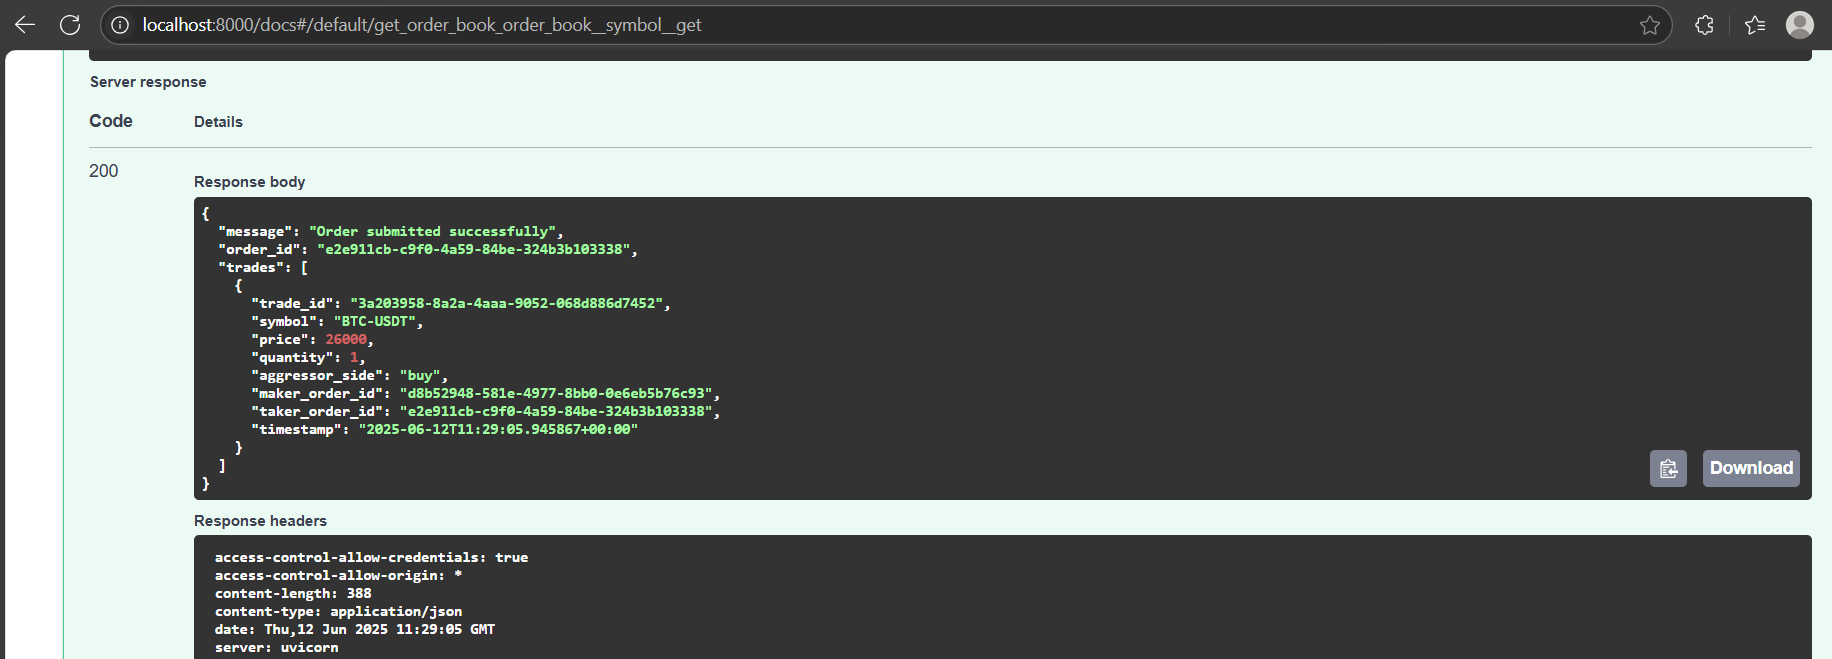 localhost:8000/docs#/default/get_order_book_order_book__symbol__get
Server response
Code Details
200
Response body
{
"message": "Order submitted successfully",
"order_id": "e2e911cb-c9f0-4a59-84be-324b3b103338",
"trades": [
{
"trade_id": "3a203958-8a2a-4aaa-9052-068d886d7452",
"symbol": "BTC-USDT",
"price": 26000,
"quantity": 1,
"aggressor_side": "buy",
"maker_order_id": "d8b52948-581e-4977-8bb0-0e6eb5b76c93",
"taker_order_id": "e2e911cb-c9f0-4a59-84be-324b3b103338",
"timestamp": "2025-06-12T11:29:05.945867+00:00"
}
]
}
Download
Response headers
access-control-allow-credentials: true
access-control-allow-origin: *
content-length: 388
content-type: application/json
date: Thu,12 Jun 2025 11:29:05 GMT
server: uvicorn